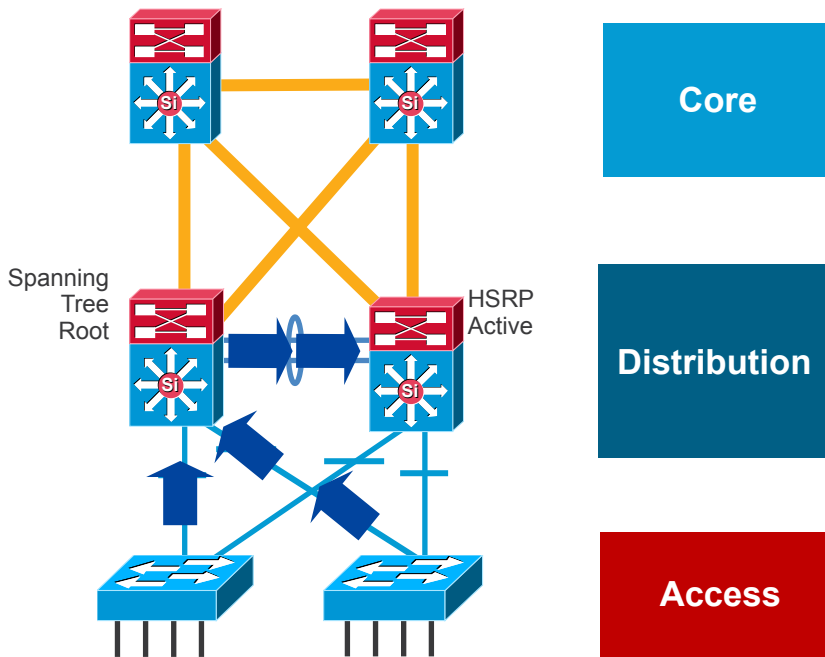 Si
Si
Core
Spanning
Tree
Root
HSRP
Active
Si
Si
Distribution
Access